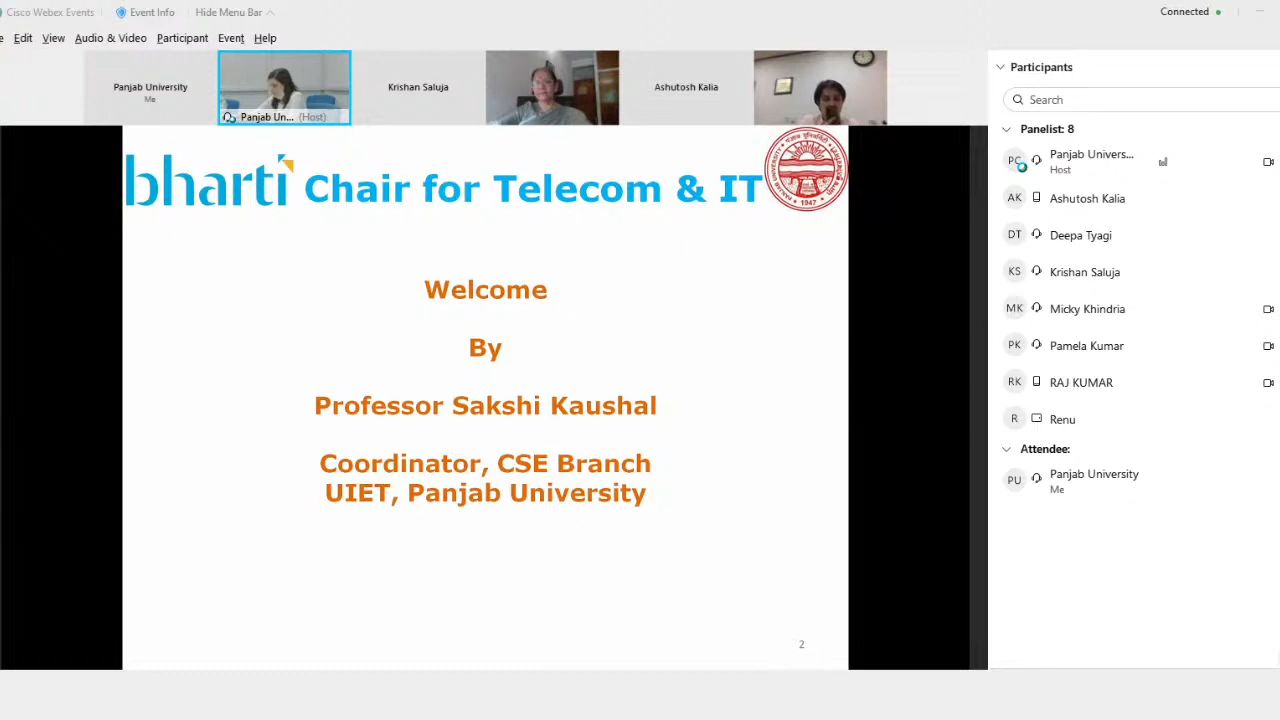 Cisco Webex Events
Event Info
Hide Menu Bar
Connected
e Edit View Audio & Video Participant Event Help
Panjab University
Me
Panjab Un... (Host)
Krishan Saluja
Ashutosh Kalia
bharti Chair for Telecom & IT
1947
Welcome
By
Professor Sakshi Kaushal
Coordinator, CSE Branch
UIET, Panjab University
2
Participants
Search
Panelist: 8
PC Panjab Univers...
Host
AK Ashutosh Kalia
DT Deepa Tyagi
KS Krishan Saluja
MK Micky Khindria
PK Pamela Kumar
RK RAJ KUMAR
R Renu
Attendee:
PU Panjab University
Me